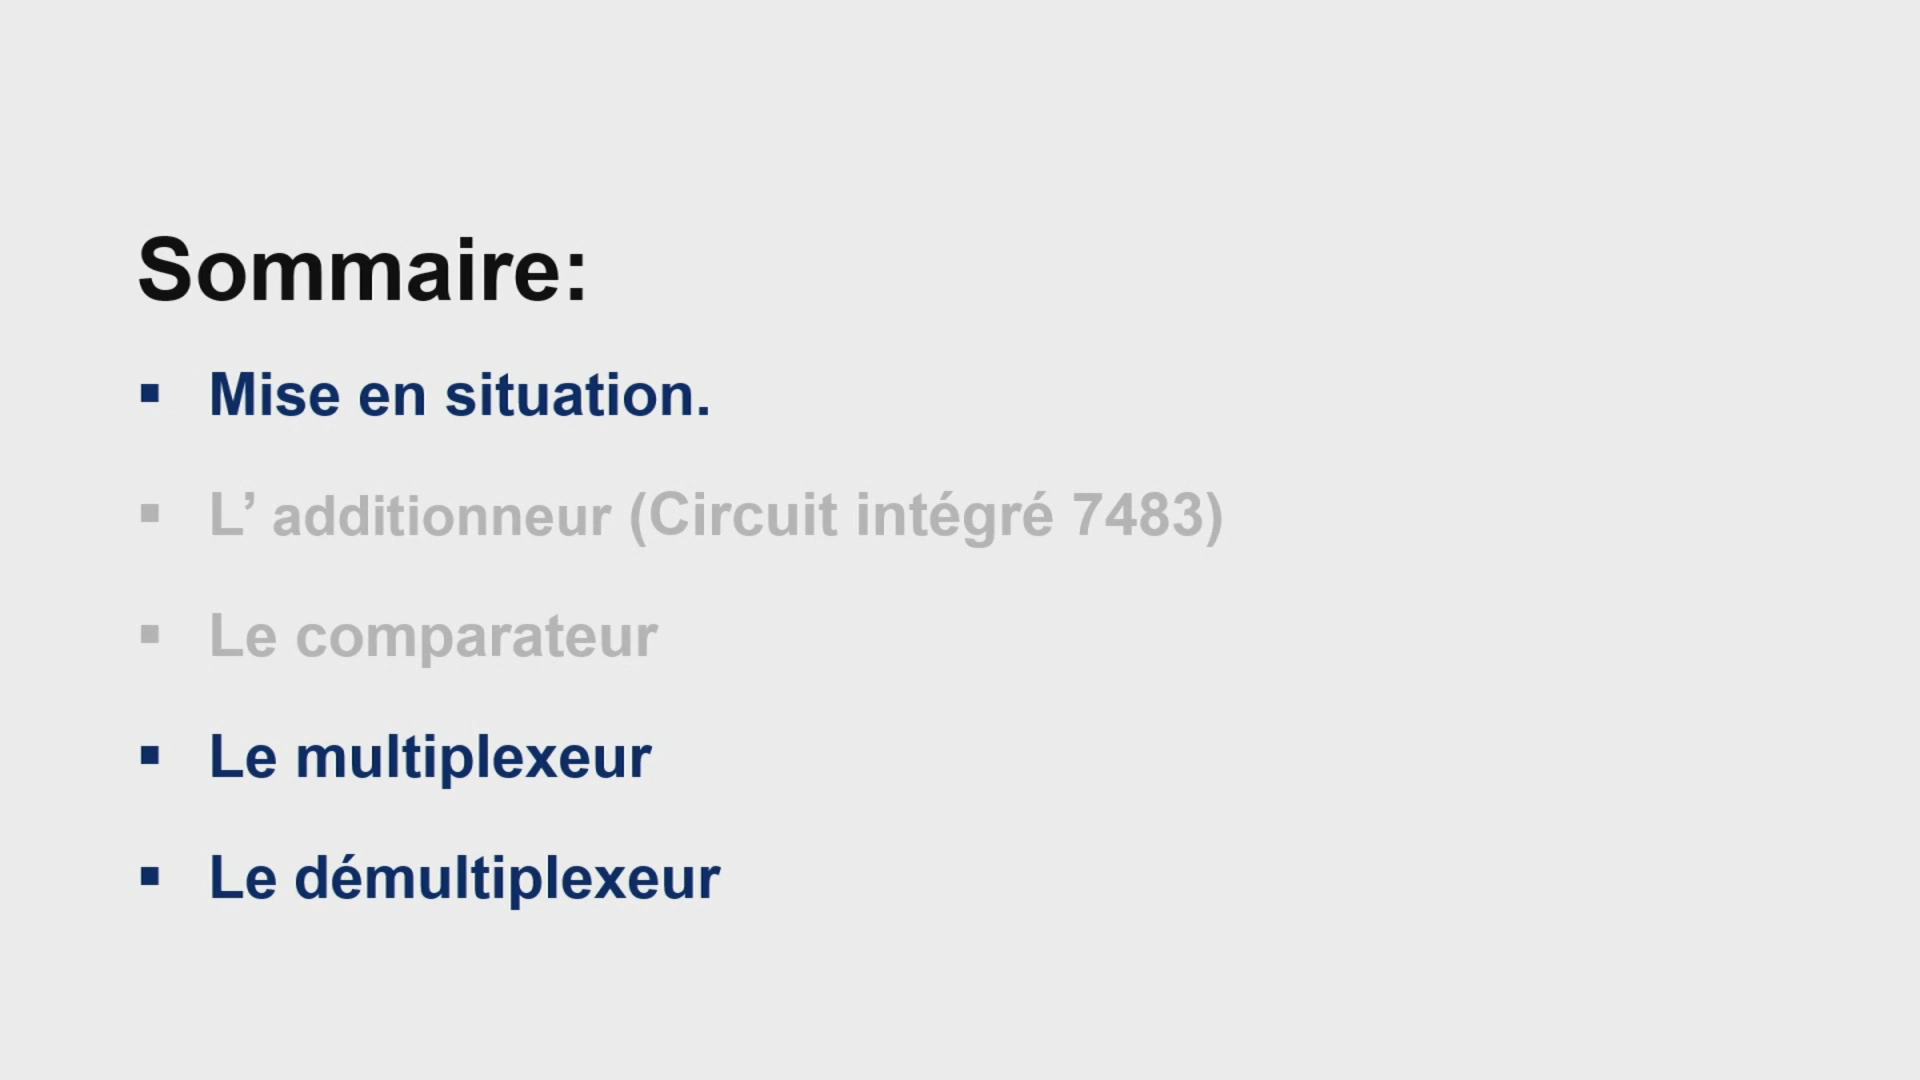 Sommaire:
▪ Mise en situation.
▪ L’ additionneur (Circuit intégré 7483)
▪ Le comparateur
▪ Le multiplexeur
▪ Le démultiplexeur